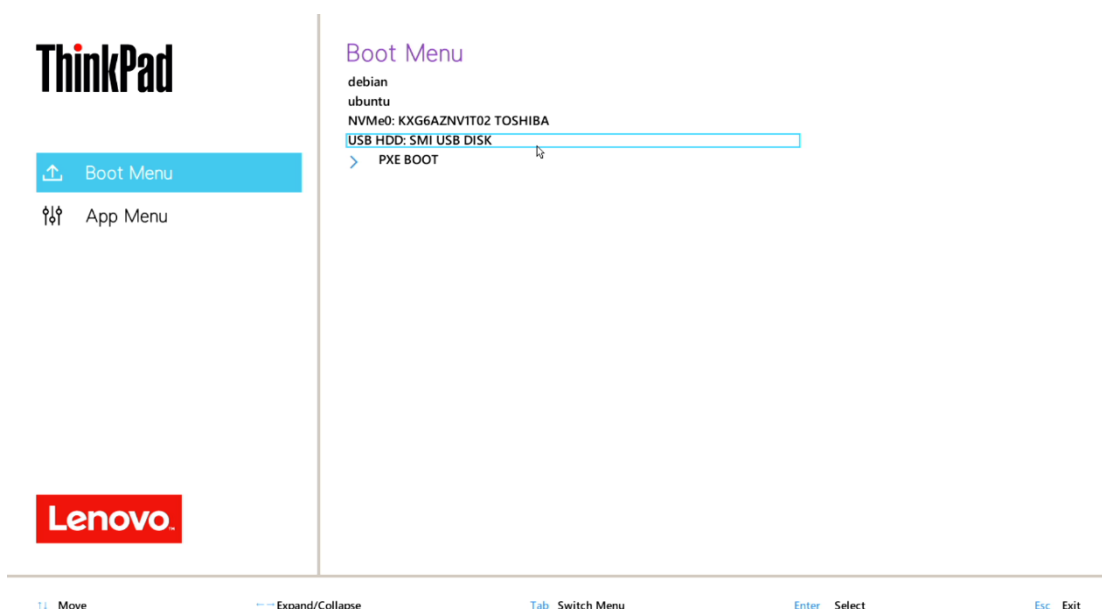 ThinkPad
Boot Menu
App Menu
Lenovo™
Boot Menu
debian
ubuntu
NVMe0: KXG6AZNV1T02 TOSHIBA
USB HDD: SMI USB DISK
PXE BOOT
↑↓ Move
←→ Expand/Collapse
Tab Switch Menu
Enter Select
Esc Exit